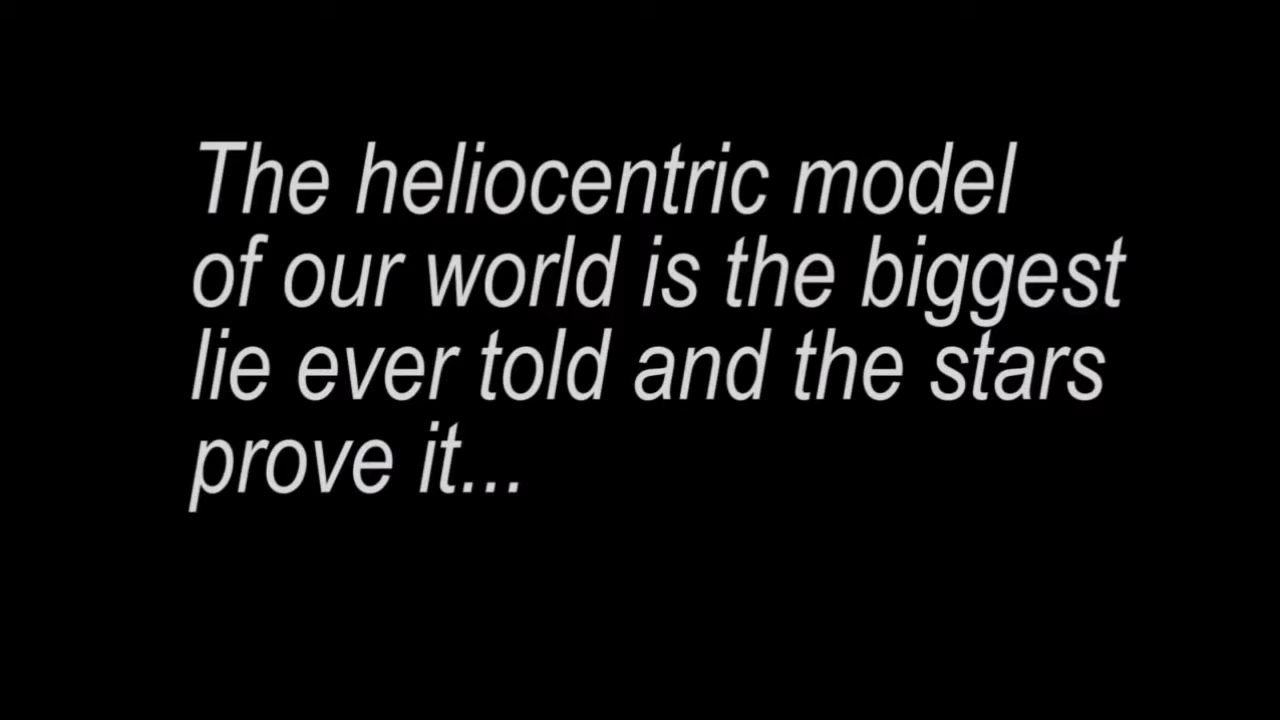 The heliocentric model
of our world is the biggest
lie ever told and the stars
prove it...